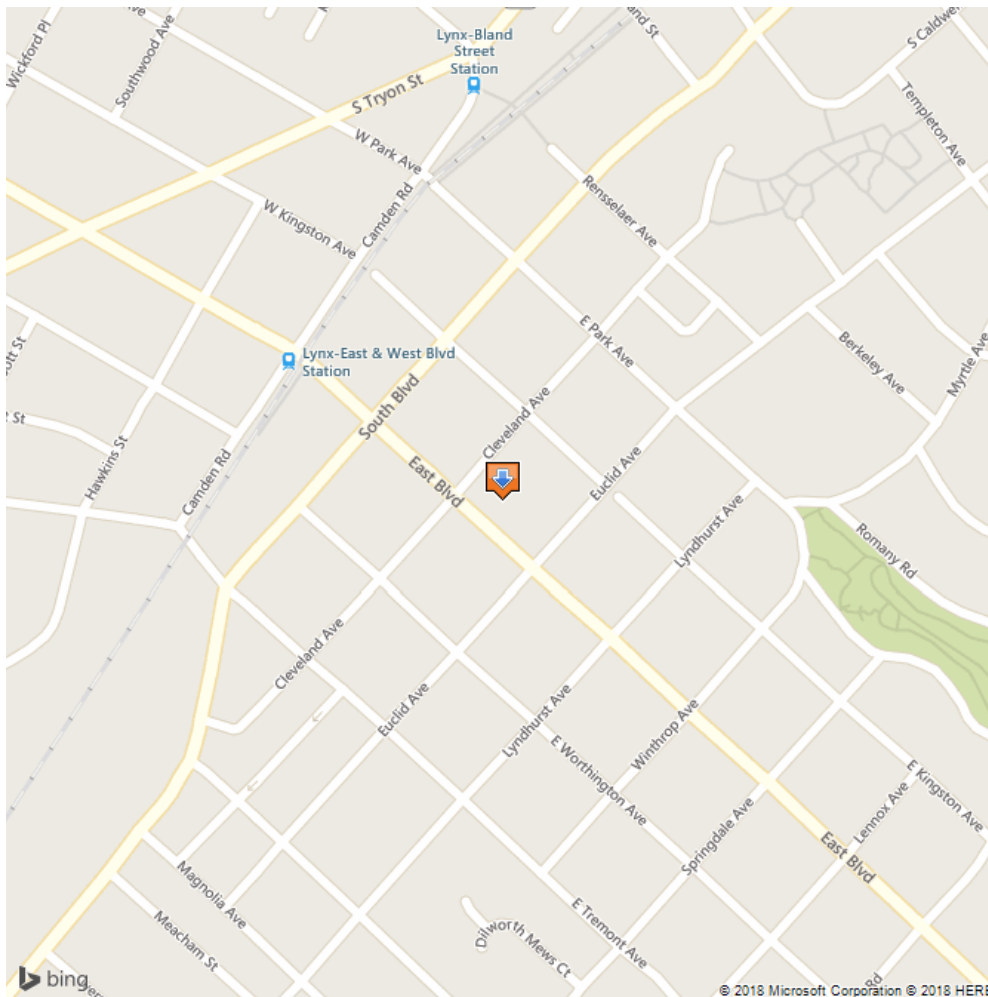 Wickford Pl
Southwood Ave
Lynx-Bland
Street
Station
S Tryon St
W Park Ave
S Caldwel
Templeton Ave
Rensselaer Ave
W Kingston Ave
Camden Rd
E Park Ave
Berkeley Ave
Myrtle Ave
Lynx-East & West Blvd
Station
South Blvd
Cleveland Ave
Hawkins St
Camden Rd
East Blvd
Euclid Ave
Lyndhurst Ave
Romany Rd
Cleveland Ave
Euclid Ave
Lyndhurst Ave
Winthrop Ave
E Worthington Ave
E Kingston Ave
Springdale Ave
Lennox Ave
East Blvd
Magnolia Ave
Meacham St
E Tremont Ave
Dilworth Mews Ct
Rd
bing
© 2018 Microsoft Corporation © 2018 HERE